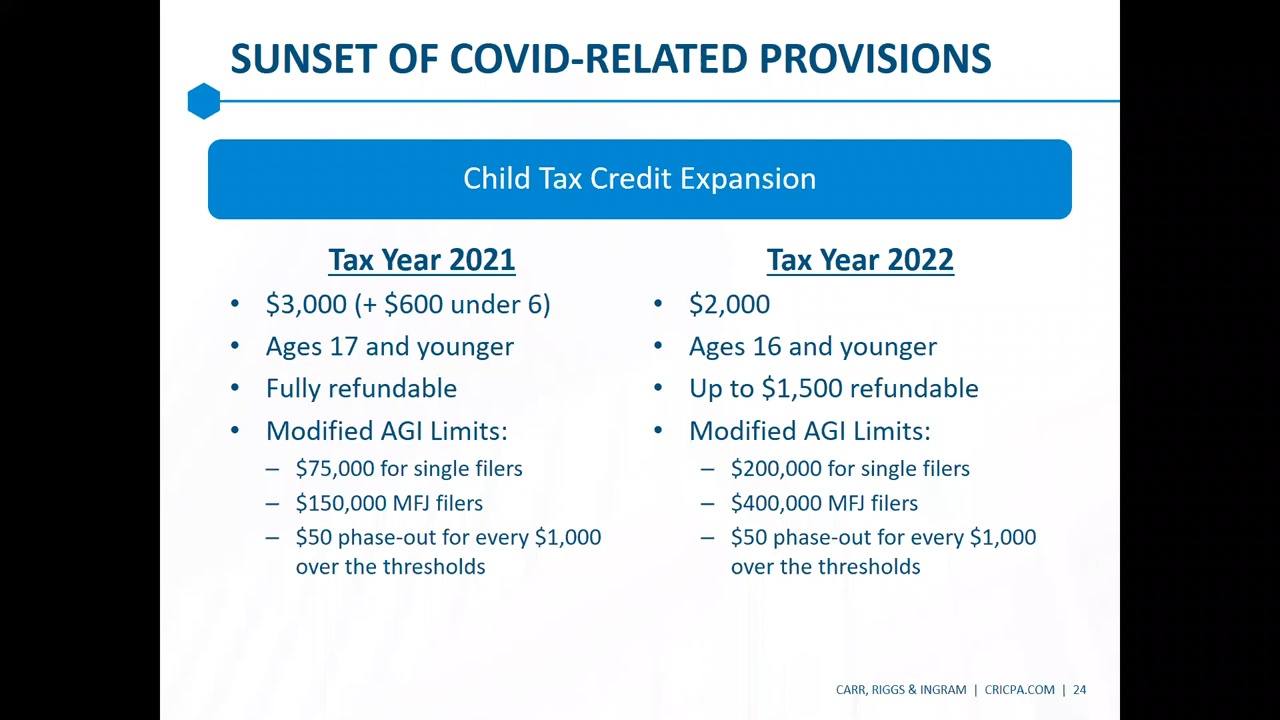 SUNSET OF COVID-RELATED PROVISIONS
Child Tax Credit Expansion
Tax Year 2021
• $3,000 (+ $600 under 6)
• Ages 17 and younger
• Fully refundable
• Modified AGI Limits:
– $75,000 for single filers
– $150,000 MFJ filers
– $50 phase-out for every $1,000
over the thresholds
Tax Year 2022
• $2,000
• Ages 16 and younger
• Up to $1,500 refundable
• Modified AGI Limits:
– $200,000 for single filers
– $400,000 MFJ filers
– $50 phase-out for every $1,000
over the thresholds
CARR, RIGGS & INGRAM | CRICPA.COM | 24